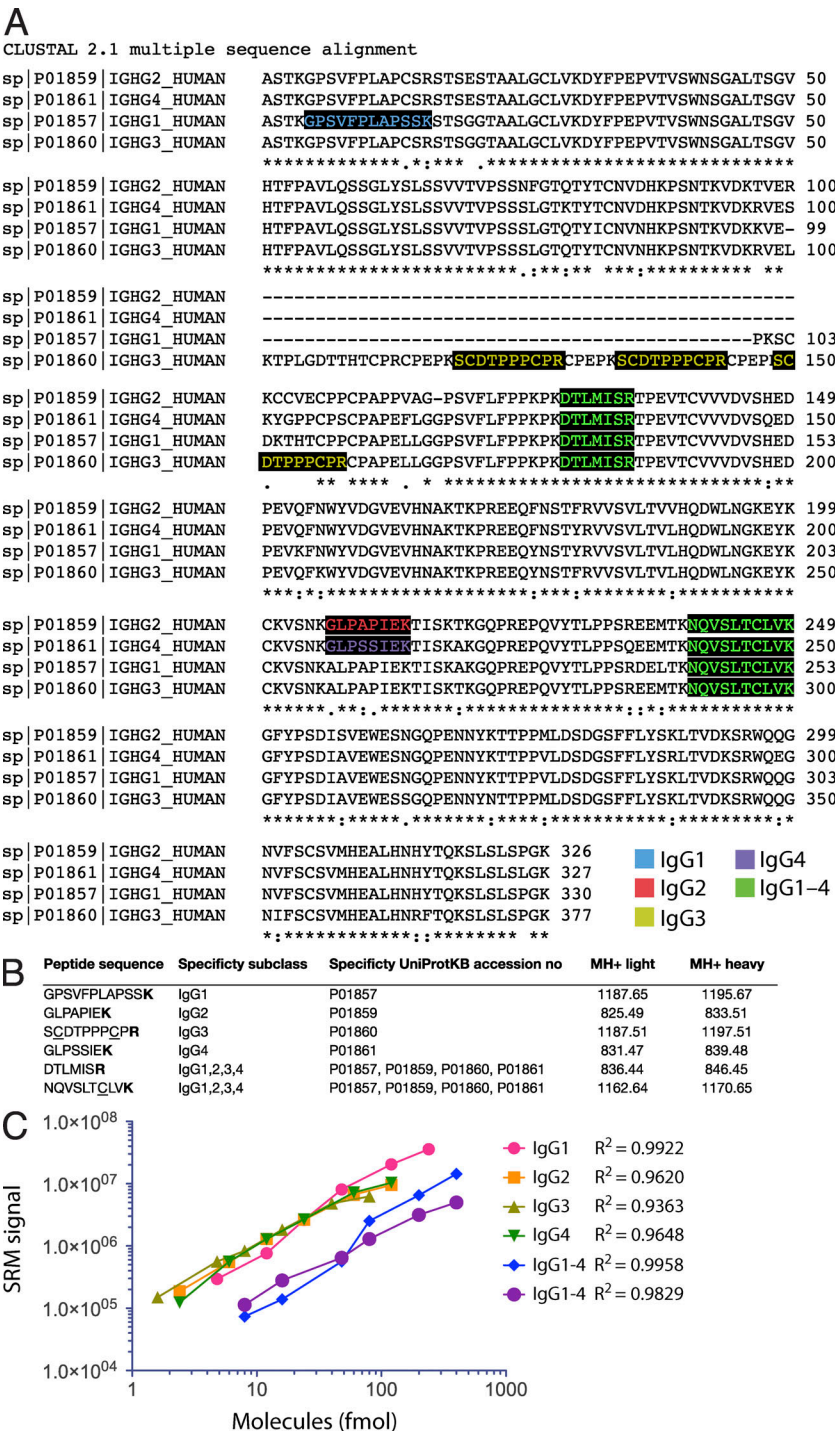 A
CLUSTAL 2.1 multiple sequence alignment
sp|P01859|IGHG2_HUMAN ASTKGPSVFPLAPCSRSTSESTAALGCLVKDYFPEPVTVSWNSGALTSGV 50
sp|P01861|IGHG4_HUMAN ASTKGPSVFPLAPCSRSTSESTAALGCLVKDYFPEPVTVSWNSGALTSGV 50
sp|P01857|IGHG1_HUMAN ASTKGPSVFPLAPSSKSTSGGTAALGCLVKDYFPEPVTVSWNSGALTSGV 50
sp|P01860|IGHG3_HUMAN ASTKGPSVFPLAPCSRSTSGGTAALGCLVKDYFPEPVTVSWNSGALTSGV 50
*************.*:*** .*****************************
sp|P01859|IGHG2_HUMAN HTFPAVLQSSGLYSLSSVVTVPSSNFGTQTYTCNVDHKPSNTKVDKTVER 100
sp|P01861|IGHG4_HUMAN HTFPAVLQSSGLYSLSSVVTVPSSSLGTKTYTCNVDHKPSNTKVDKRVES 100
sp|P01857|IGHG1_HUMAN HTFPAVLQSSGLYSLSSVVTVPSSSLGTQTYICNVNHKPSNTKVDKKVE- 99
sp|P01860|IGHG3_HUMAN HTFPAVLQSSGLYSLSSVVTVPSSSLGTQTYTCNVNHKPSNTKVDKRVEL 100
************************.:**:** ***:********** **
sp|P01859|IGHG2_HUMAN --------------------------------------------------
sp|P01861|IGHG4_HUMAN --------------------------------------------------
sp|P01857|IGHG1_HUMAN ----------------------------------------------PKSC 103
sp|P01860|IGHG3_HUMAN KTPLGDTTHTCPRCPEPKSCDTPPPCPRCPEPKSCDTPPPCPRCPEPKSC 150
sp|P01859|IGHG2_HUMAN KCCVECPPCPAPPVAG-PSVFLFPPKPKDTLMISRTPEVTCVVVDVSHED 149
sp|P01861|IGHG4_HUMAN KYGPPCPSCPAPEFLGGPSVFLFPPKPKDTLMISRTPEVTCVVVDVSQED 150
sp|P01857|IGHG1_HUMAN DKTHTCPPCPAPELLGGPSVFLFPPKPKDTLMISRTPEVTCVVVDVSHED 153
sp|P01860|IGHG3_HUMAN DTPPPCPRCPAPELLGGPSVFLFPPKPKDTLMISRTPEVTCVVVDVSHED 200
. ** **** . * ******************************:**
sp|P01859|IGHG2_HUMAN PEVQFNWYVDGVEVHNAKTKPREEQFNSTFRVVSVLTVVHQDWLNGKEYK 199
sp|P01861|IGHG4_HUMAN PEVQFNWYVDGVEVHNAKTKPREEQFNSTYRVVSVLTVLHQDWLNGKEYK 200
sp|P01857|IGHG1_HUMAN PEVKFNWYVDGVEVHNAKTKPREEQYNSTYRVVSVLTVLHQDWLNGKEYK 203
sp|P01860|IGHG3_HUMAN PEVQFKWYVDGVEVHNAKTKPREEQYNSTFRVVSVLTVLHQDWLNGKEYK 250
***:*:*******************:***:********:***********
sp|P01859|IGHG2_HUMAN CKVSNKGLPAPIEKTISKTKGQPREPQVYTLPPSREEMTKNQVSLTCLVK 249
sp|P01861|IGHG4_HUMAN CKVSNKGLPSSIEKTISKAKGQPREPQVYTLPPSQEEMTKNQVSLTCLVK 250
sp|P01857|IGHG1_HUMAN CKVSNKALPAPIEKTISKAKGQPREPQVYTLPPSRDELTKNQVSLTCLVK 253
sp|P01860|IGHG3_HUMAN CKVSNKALPAPIEKTISKTKGQPREPQVYTLPPSREEMTKNQVSLTCLVK 300
******.**:.*******:***************::*:************
sp|P01859|IGHG2_HUMAN GFYPSDISVEWESNGQPENNYKTTPPMLDSDGSFFLYSKLTVDKSRWQQG 299
sp|P01861|IGHG4_HUMAN GFYPSDIAVEWESNGQPENNYKTTPPVLDSDGSFFLYSRLTVDKSRWQEG 300
sp|P01857|IGHG1_HUMAN GFYPSDIAVEWESNGQPENNYKTTPPVLDSDGSFFLYSKLTVDKSRWQQG 303
sp|P01860|IGHG3_HUMAN GFYPSDIAVEWESSGQPENNYNTTPPMLDSDGSFFLYSKLTVDKSRWQQG 350
*******:*****.*******:****:***********:*********:*
sp|P01859|IGHG2_HUMAN NVFSCSVMHEALHNHYTQKSLSLSPGK 326
sp|P01861|IGHG4_HUMAN NVFSCSVMHEALHNHYTQKSLSLSLGK 327
sp|P01857|IGHG1_HUMAN NVFSCSVMHEALHNHYTQKSLSLSPGK 330
sp|P01860|IGHG3_HUMAN NIFSCSVMHEALHNRFTQKSLSLSPGK 377
*:************::******** **
IgG1 IgG4
IgG2 IgG1–4
IgG3
B
Peptide sequence Specificty subclass Specificty UniProtKB accession no MH+ light MH+ heavy
GPSVFPLAPSSK IgG1 P01857 1187.65 1195.67
GLPAPIEK IgG2 P01859 825.49 833.51
SCDTPPPCPR IgG3 P01860 1187.51 1197.51
GLPSSIEK IgG4 P01861 831.47 839.48
DTLMISR IgG1,2,3,4 P01857, P01859, P01860, P01861 836.44 846.45
NQVSLTCLVK IgG1,2,3,4 P01857, P01859, P01860, P01861 1162.64 1170.65
C
1.0×10⁰⁸
1.0×10⁰⁷
1.0×10⁰⁶
1.0×10⁰⁵
1.0×10⁰⁴
SRM signal
1 10 100 1000
Molecules (fmol)
IgG1 R² = 0.9922
IgG2 R² = 0.9620
IgG3 R² = 0.9363
IgG4 R² = 0.9648
IgG1-4 R² = 0.9958
IgG1-4 R² = 0.9829